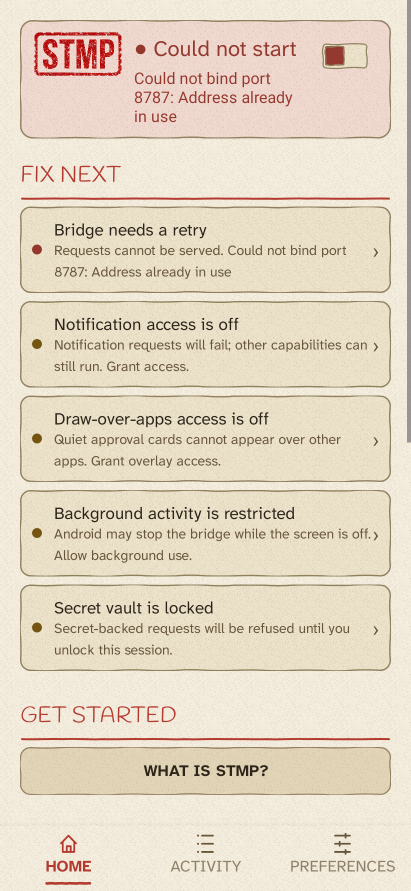 STMP
● Could not start
Could not bind port
8787: Address already
in use
FIX NEXT
Bridge needs a retry
Requests cannot be served. Could not bind port
8787: Address already in use
Notification access is off
Notification requests will fail; other capabilities can
still run. Grant access.
Draw-over-apps access is off
Quiet approval cards cannot appear over other
apps. Grant overlay access.
Background activity is restricted
Android may stop the bridge while the screen is off.
Allow background use.
Secret vault is locked
Secret-backed requests will be refused until you
unlock this session.
GET STARTED
WHAT IS STMP?
HOME
ACTIVITY
PREFERENCES